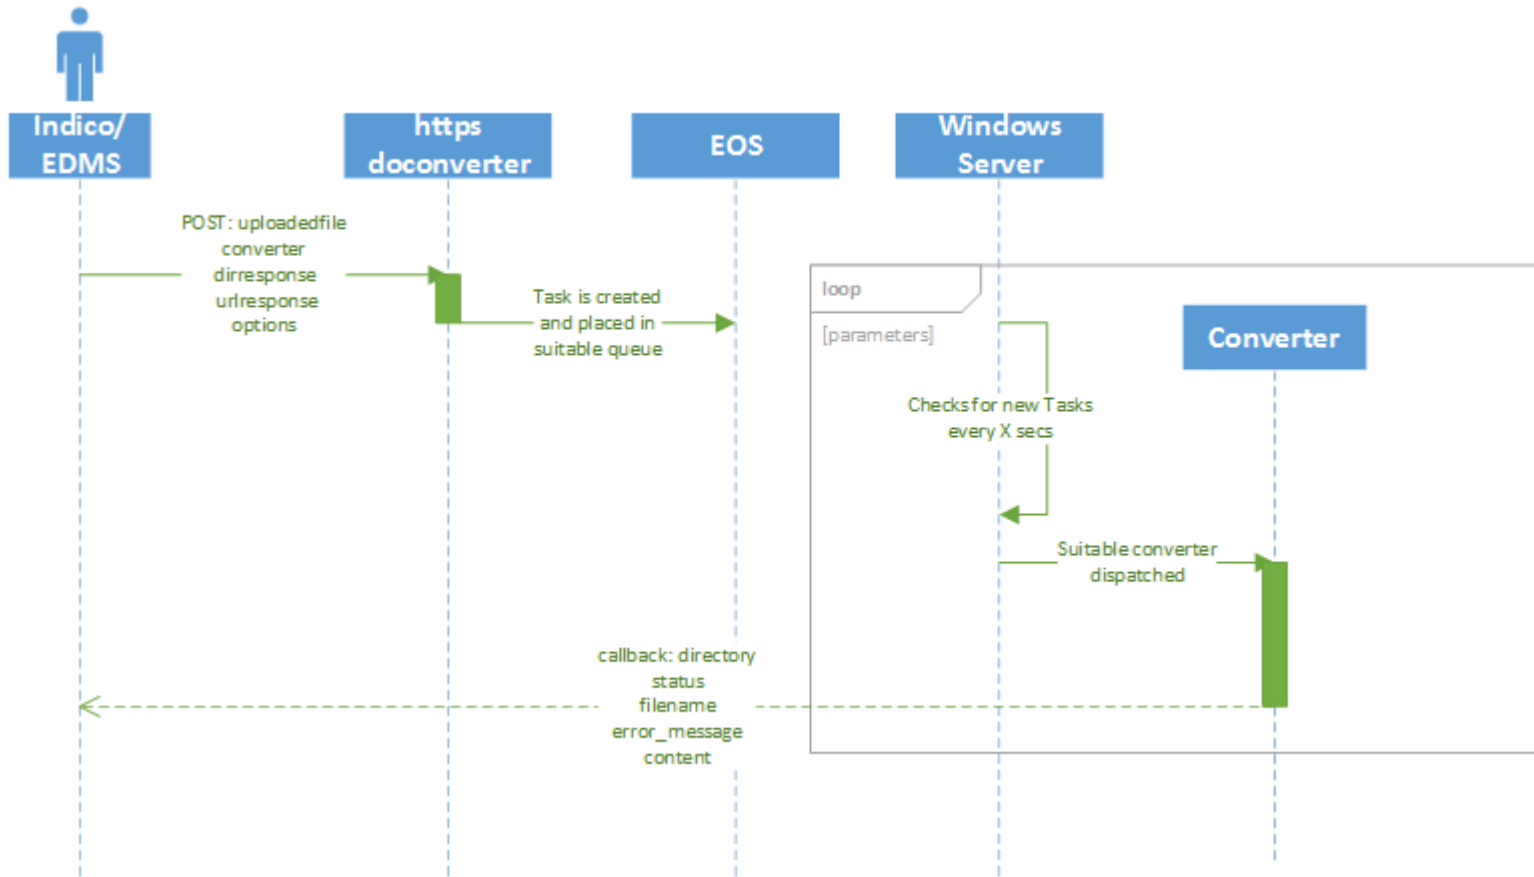 Indico/
EDMS
https
doconverter
EOS
Windows
Server
POST: uploadedfile
converter
dirresponse
urlresponse
options
Task is created
and placed in
suitable queue
loop
[parameters]
Converter
Checks for new Tasks
every X secs
Suitable converter
dispatched
callback: directory
status
filename
error_message
content